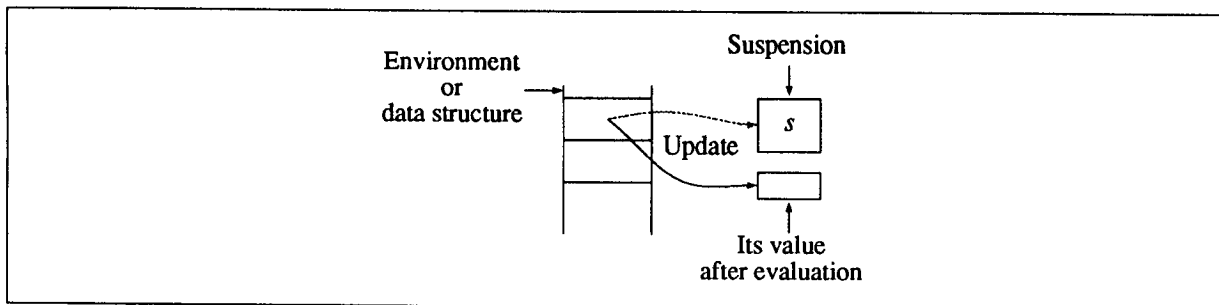 Environment
or
data structure
Suspension
s
Update
Its value
after evaluation